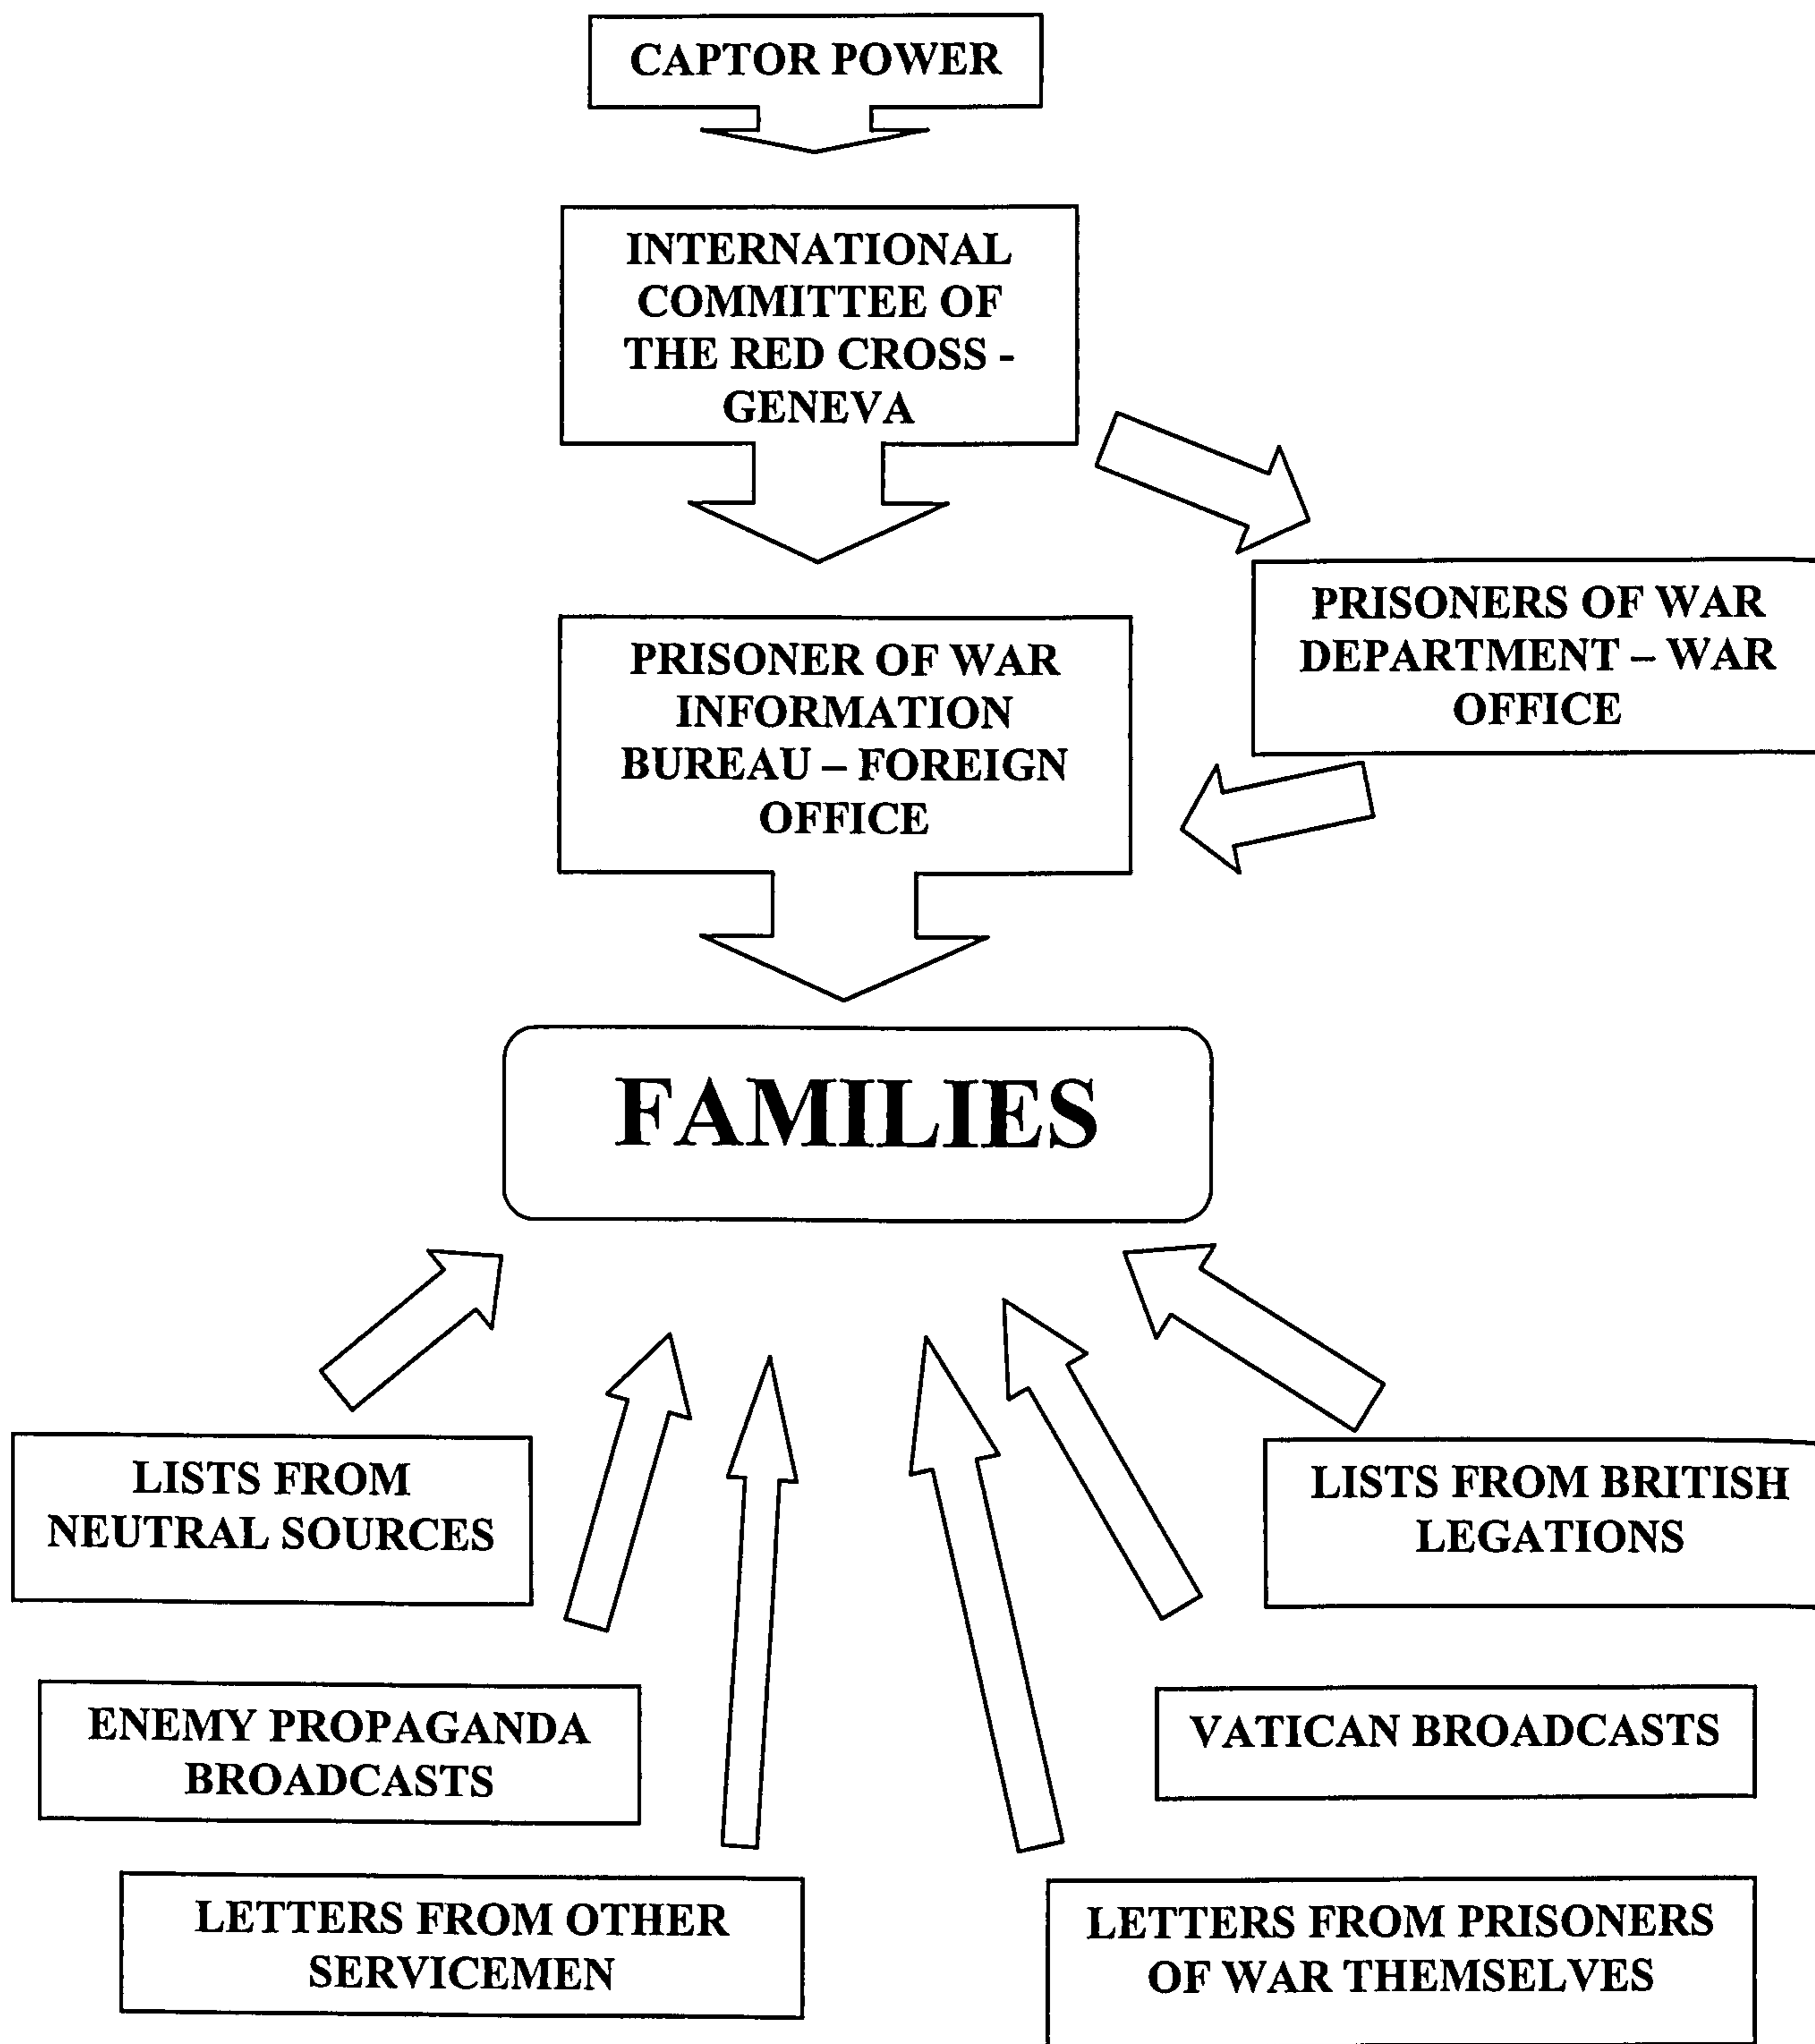 CAPTOR POWER
INTERNATIONAL
COMMITTEE OF
THE RED CROSS -
GENEVA
PRISONERS OF WAR
DEPARTMENT – WAR
OFFICE
PRISONER OF WAR
INFORMATION
BUREAU – FOREIGN
OFFICE
FAMILIES
LISTS FROM
NEUTRAL SOURCES
LISTS FROM BRITISH
LEGATIONS
ENEMY PROPAGANDA
BROADCASTS
VATICAN BROADCASTS
LETTERS FROM OTHER
SERVICEMEN
LETTERS FROM PRISONERS
OF WAR THEMSELVES